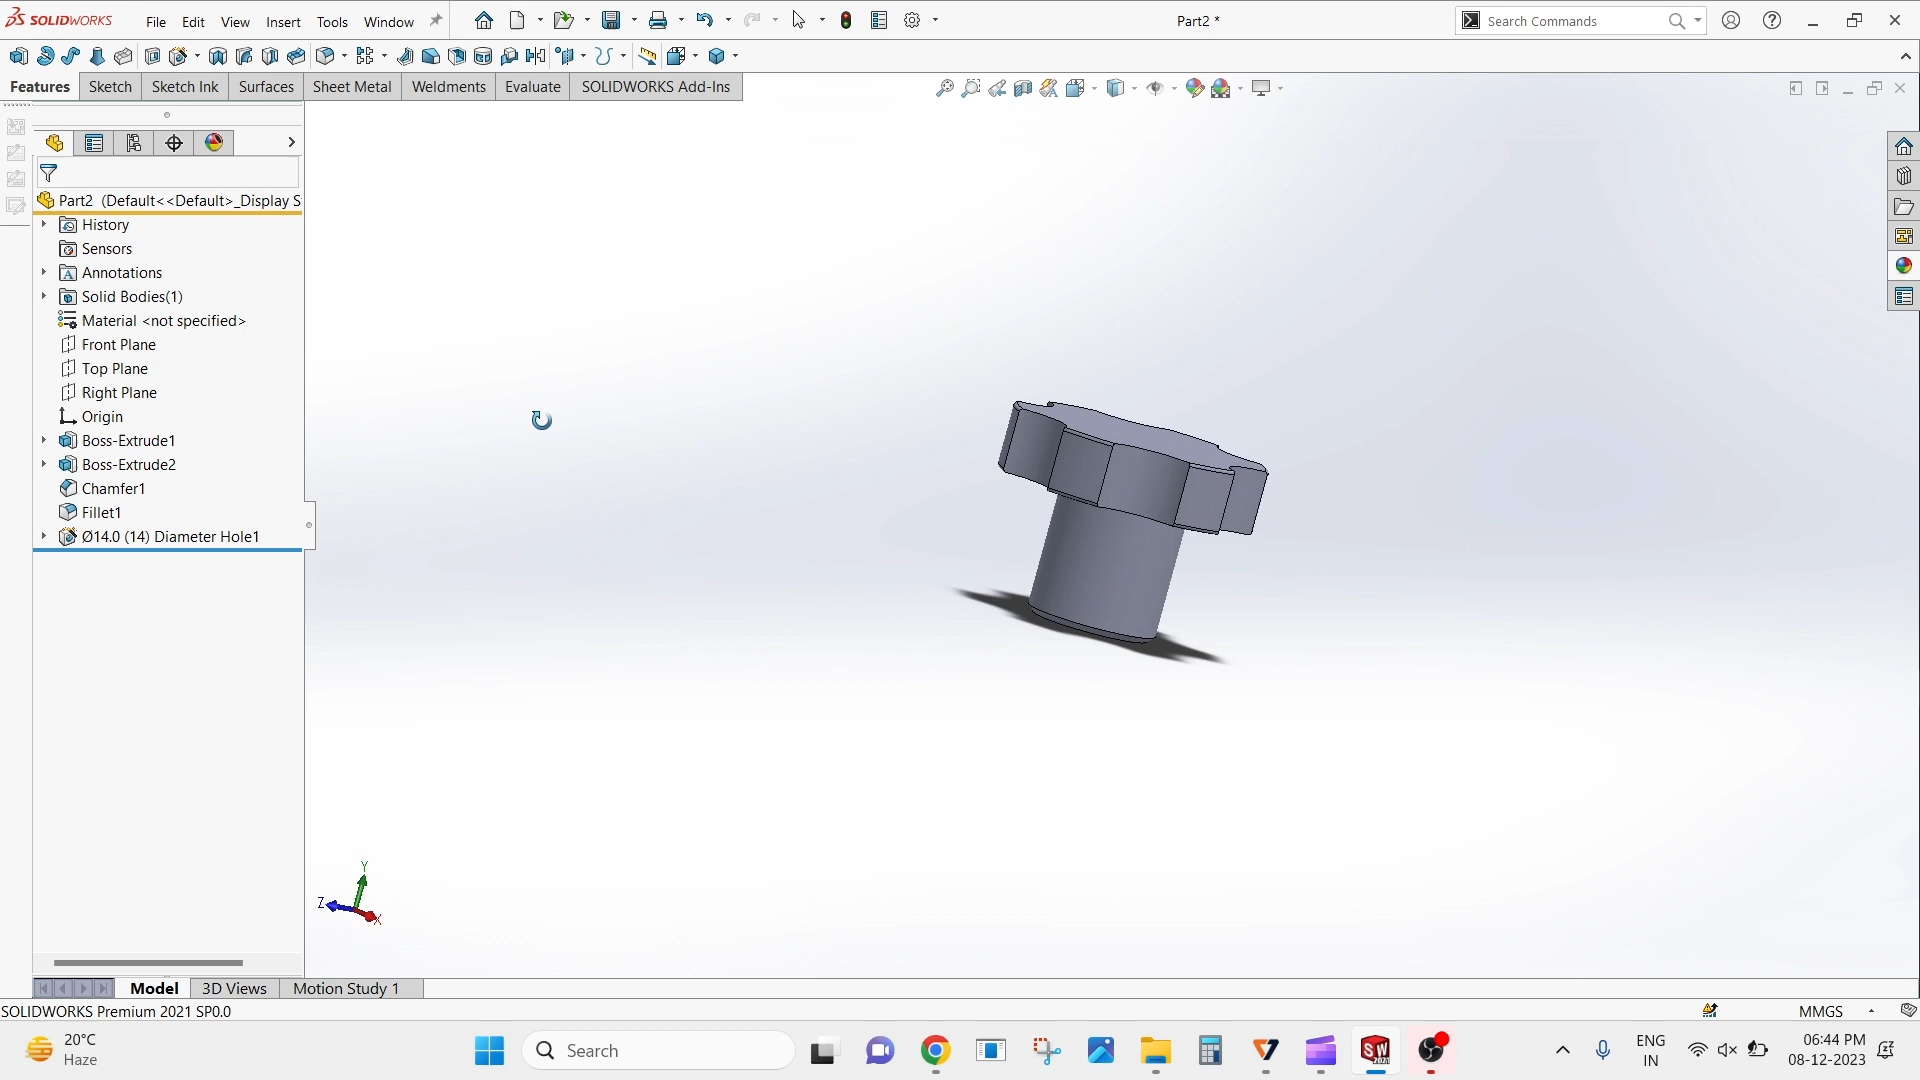 SOLIDWORKS File Edit View Insert Tools Window Part2 * Search Commands
Features Sketch Sketch Ink Surfaces Sheet Metal Weldments Evaluate SOLIDWORKS Add-Ins
Part2 (Default<<Default>_Display S
History
Sensors
Annotations
Solid Bodies(1)
Material <not specified>
Front Plane
Top Plane
Right Plane
Origin
Boss-Extrude1
Boss-Extrude2
Chamfer1
Fillet1
Ø14.0 (14) Diameter Hole1
Y
Z
X
Model 3D Views Motion Study 1
SOLIDWORKS Premium 2021 SP0.0 MMGS
20°C
Haze
Search
SW
2021
ENG
IN
06:44 PM
08-12-2023